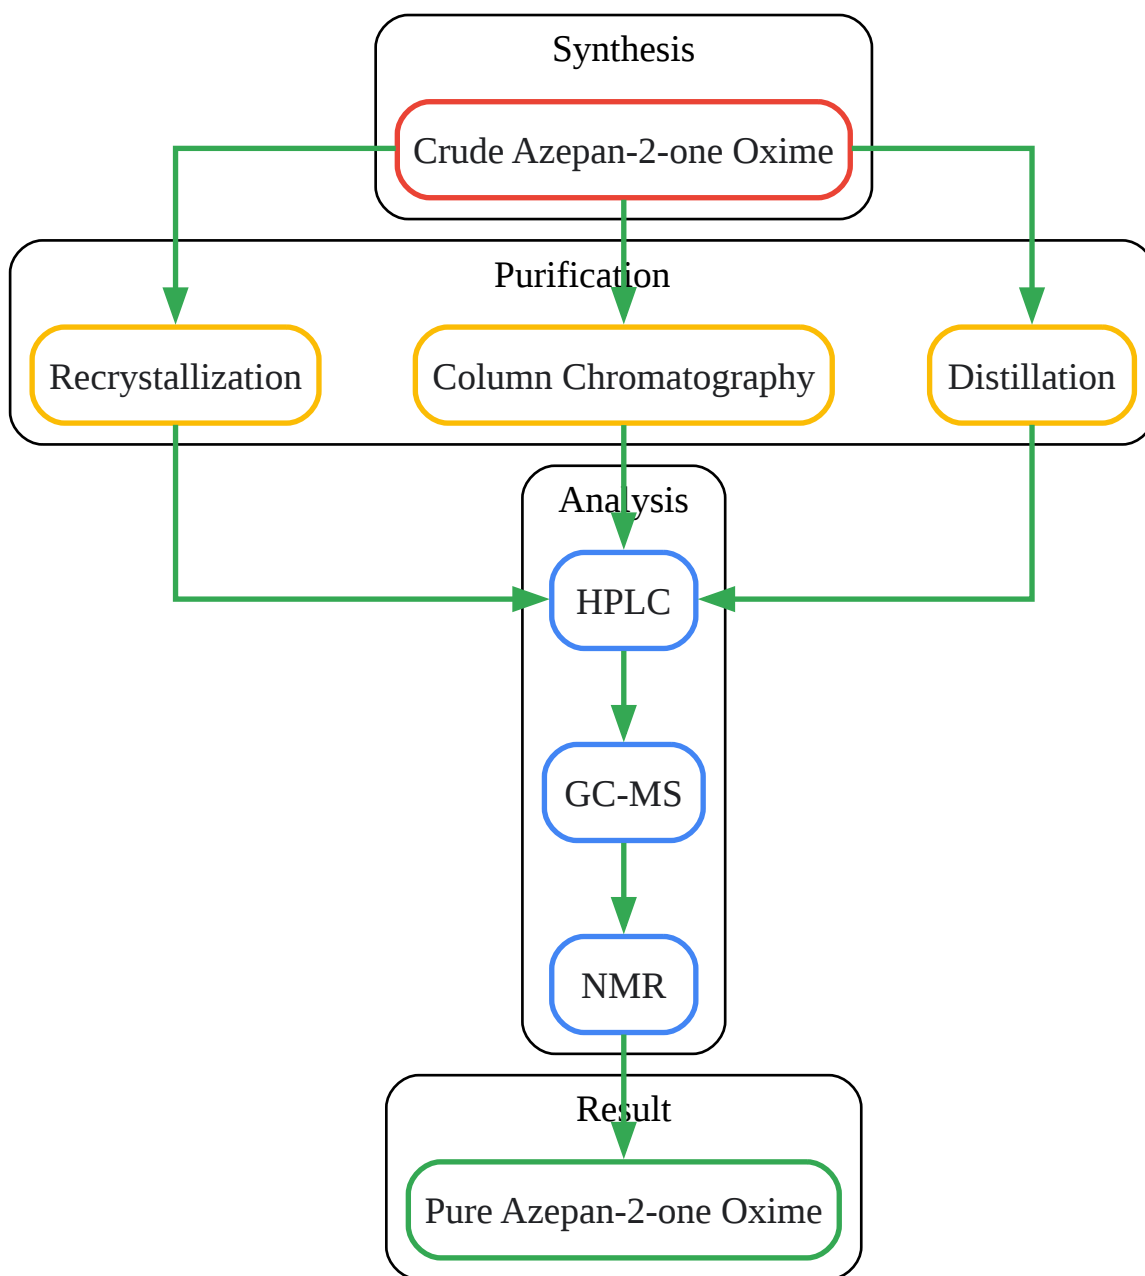 Synthesis
Crude Azepan-2-one Oxime
Purification
Recrystallization
Column Chromatography
Distillation
Analysis
HPLC
GC-MS
NMR
Result
Pure Azepan-2-one Oxime